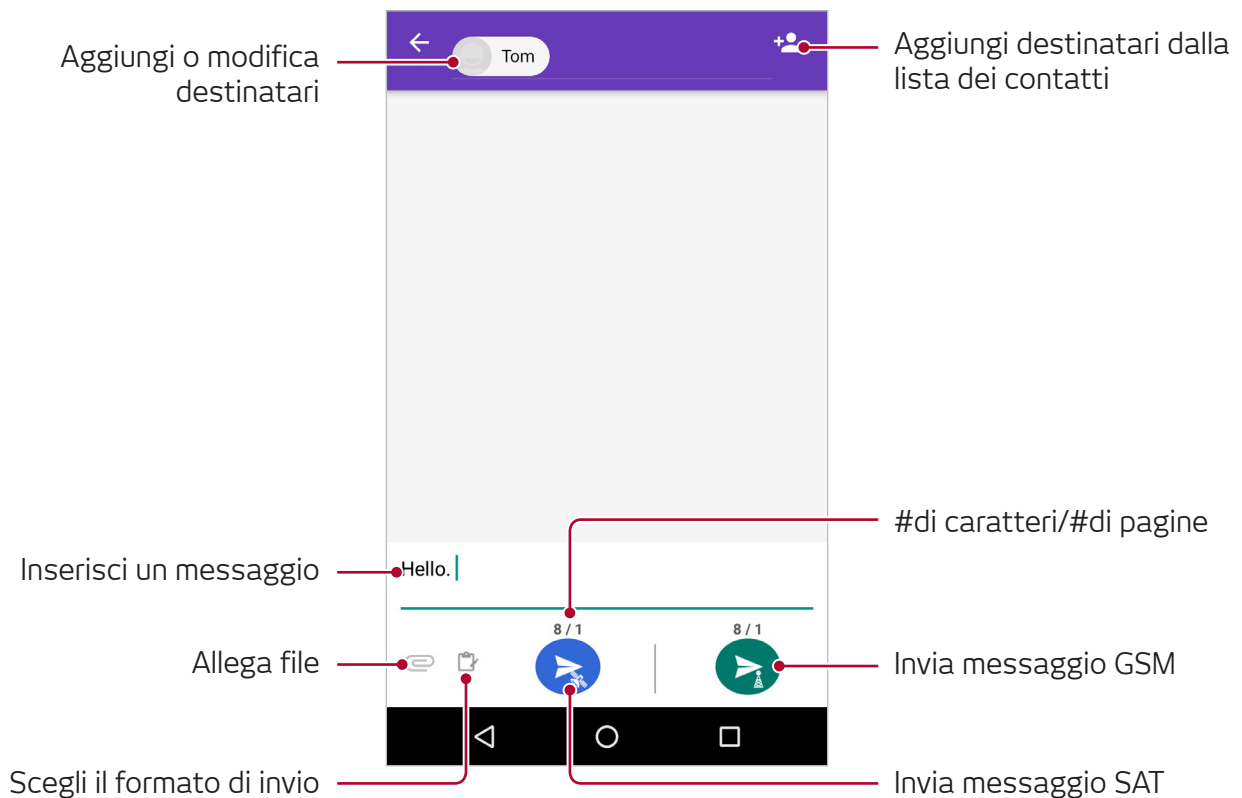 Aggiungi o modifica
destinatari
Tom
Aggiungi destinatari dalla
lista dei contatti
#di caratteri/#di pagine
Inserisci un messaggio
Hello.
8 / 1
8 / 1
Allega file
Invia messaggio GSM
Scegli il formato di invio
Invia messaggio SAT